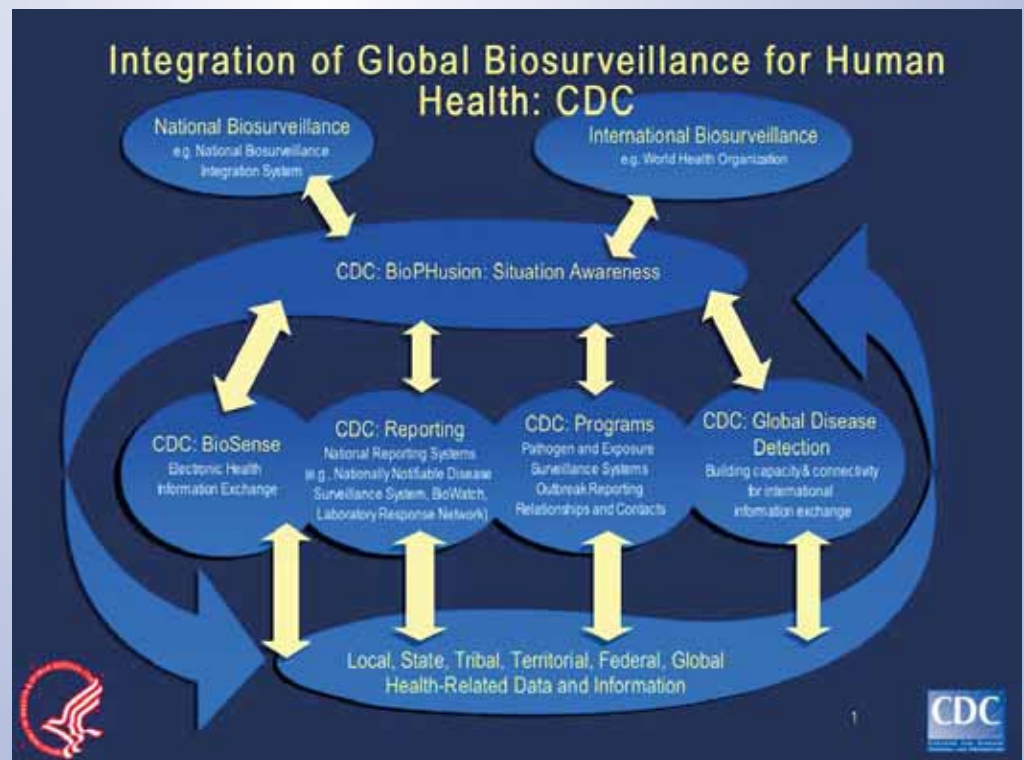 Integration of Global Biosurveillance for Human
Health: CDC
National Biosurveillance
e.g. National Biosurveillance
Integration System
International Biosurveillance
e.g. World Health Organization
CDC: BioPHusion: Situation Awareness
CDC: BioSense
Electronic Health
Information Exchange
CDC: Reporting
National Reporting Systems
(e.g., Nationally Notifiable Disease
Surveillance System, BioWatch,
Laboratory Response Network)
CDC: Programs
Pathogen and Exposure
Surveillance Systems
Outbreak Reporting
Relationships and Contacts
CDC: Global Disease
Detection
Building capacity & connectivity
for international
information exchange
Local, State, Tribal, Territorial, Federal, Global
Health-Related Data and Information
1
CDC